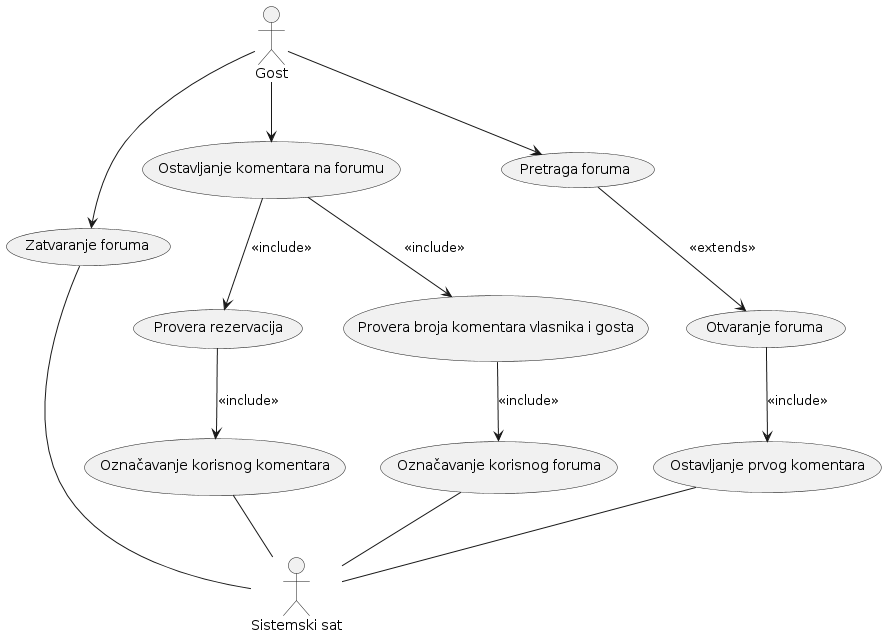 Gost
Ostavljanje komentara na forumu
Pretraga foruma
Zatvaranje foruma
«include»
«include»
«extends»
Provera rezervacija
Provera broja komentara vlasnika i gosta
Otvaranje foruma
«include»
«include»
«include»
Označavanje korisnog komentara
Označavanje korisnog foruma
Ostavljanje prvog komentara
Sistemski sat